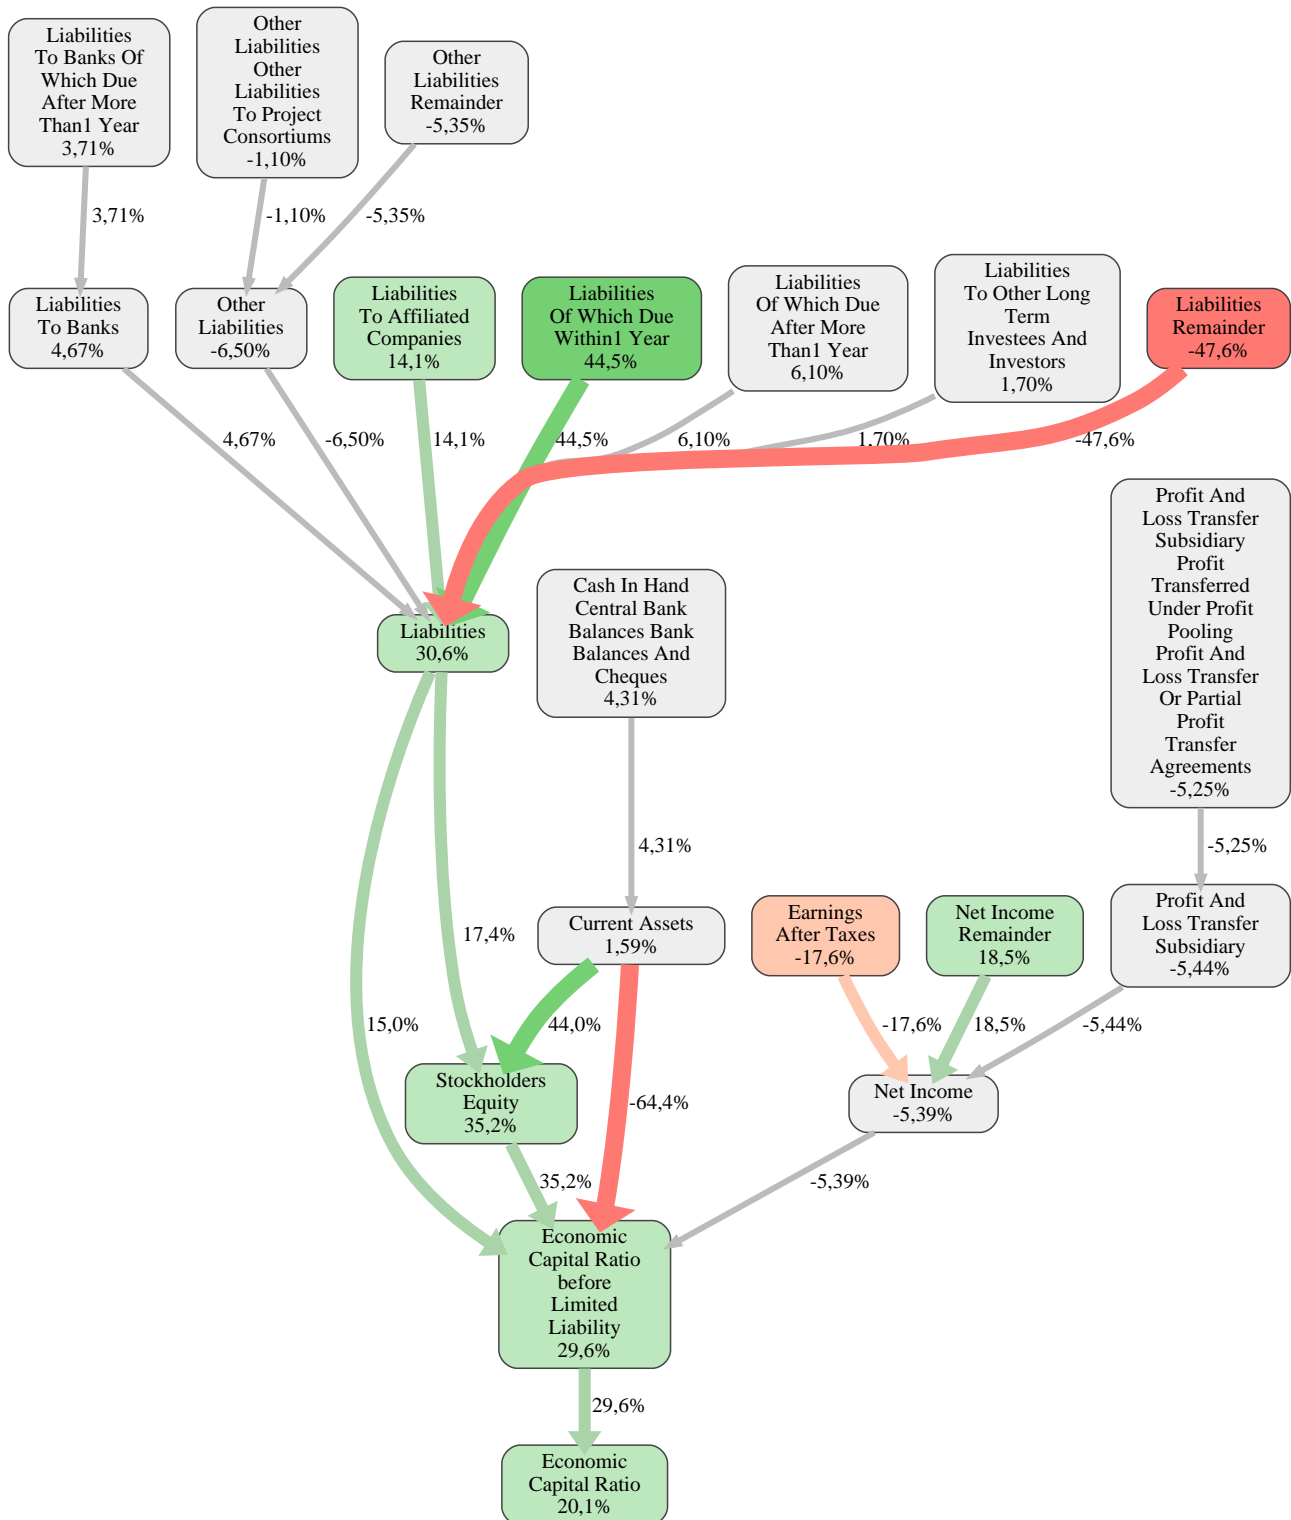 Liabilities
To Banks Of
Which Due
After More
Than1 Year
3,71%
Other
Liabilities
Other
Liabilities
To Project
Consortiums
-1,10%
Other
Liabilities
Remainder
-5,35%
3,71%
-1,10%
-5,35%
Liabilities
To Banks
4,67%
Other
Liabilities
-6,50%
Liabilities
To Affiliated
Companies
14,1%
Liabilities
Of Which Due
Within1 Year
44,5%
Liabilities
Of Which Due
After More
Than1 Year
6,10%
Liabilities
To Other Long
Term
Investees And
Investors
1,70%
Liabilities
Remainder
-47,6%
4,67%
-6,50%
14,1%
44,5%
6,10%
1,70%
-47,6%
Profit And
Loss Transfer
Subsidiary
Profit
Transferred
Under Profit
Pooling
Profit And
Loss Transfer
Or Partial
Profit
Transfer
Agreements
-5,25%
Cash In Hand
Central Bank
Balances Bank
Balances And
Cheques
4,31%
Liabilities
30,6%
4,31%
-5,25%
17,4%
Current Assets
1,59%
Earnings
After Taxes
-17,6%
Net Income
Remainder
18,5%
Profit And
Loss Transfer
Subsidiary
-5,44%
15,0%
44,0%
-64,4%
-17,6%
18,5%
-5,44%
Stockholders
Equity
35,2%
Net Income
-5,39%
35,2%
-5,39%
Economic
Capital Ratio
before
Limited
Liability
29,6%
29,6%
Economic
Capital Ratio
20,1%